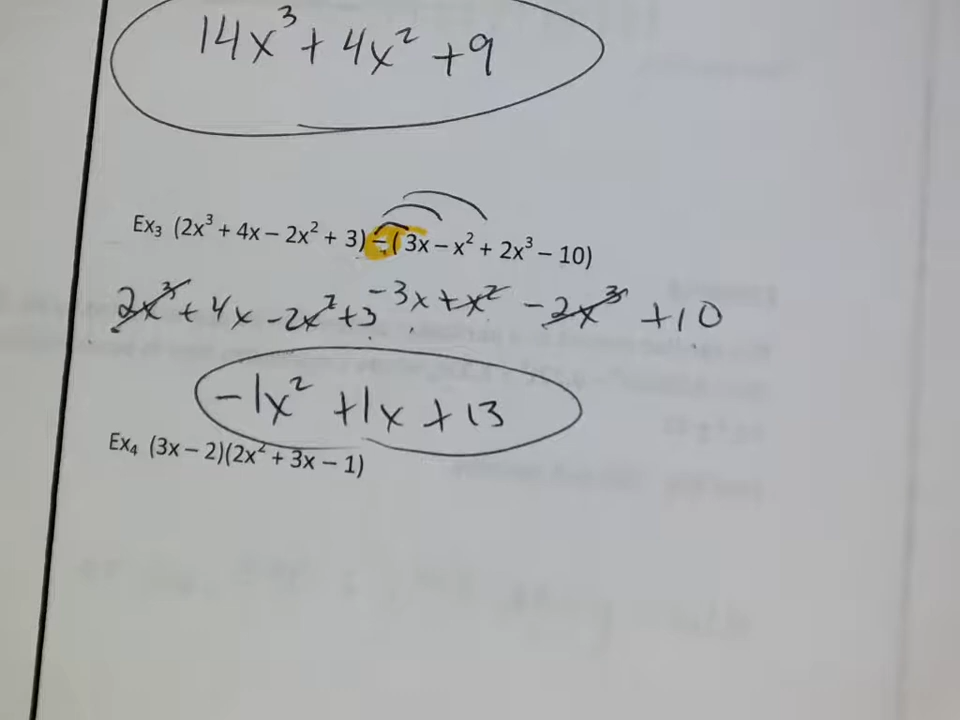 14x³ + 4x² + 9
Ex₃ (2x³ + 4x – 2x² + 3) – (3x – x² + 2x³ – 10)
2x³ + 4x - 2x² + 3 - 3x + x² - 2x³ + 10
-1x² + 1x + 13
Ex₄ (3x – 2)(2x² + 3x – 1)